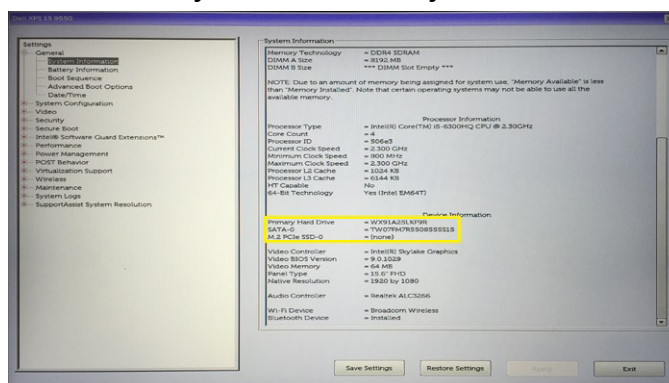 Dell XPS 15 9550
Settings
General
System Information
Battery Information
Boot Sequence
Advanced Boot Options
Date/Time
System Configuration
Video
Security
Secure Boot
Intel® Software Guard Extensions™
Performance
Power Management
POST Behavior
Virtualization Support
Wireless
Maintenance
System Logs
SupportAssist System Resolution
System Information
Memory Technology = DDR4 SDRAM
DIMM A Size = 8192 MB
DIMM B Size *** DIMM Slot Empty ***
NOTE: Due to an amount of memory being assigned for system use, "Memory Available" is less
than "Memory Installed". Note that certain operating systems may not be able to use all the
available memory.
Processor Information
Processor Type = Intel(R) Core(TM) i5-6300HQ CPU @ 2.30GHz
Core Count = 4
Processor ID = 506e3
Current Clock Speed = 2.300 GHz
Minimum Clock Speed = 800 MHz
Maximum Clock Speed = 2.300 GHz
Processor L2 Cache = 1024 KB
Processor L3 Cache = 6144 KB
HT Capable No
64-Bit Technology Yes (Intel EM64T)
Device Information
Primary Hard Drive
SATA-0
M.2 PCIe SSD-0 = (none)
Video Controller = Intel(R) Skylake Graphics
Video BIOS Version = 9.0.1029
Video Memory = 64 MB
Panel Type = 15.6" FHD
Native Resolution = 1920 by 1080
Audio Controller = Realtek ALC3266
Wi-Fi Device = Broadcom Wireless
Bluetooth Device = Installed
Save Settings
Restore Settings
Apply
Exit